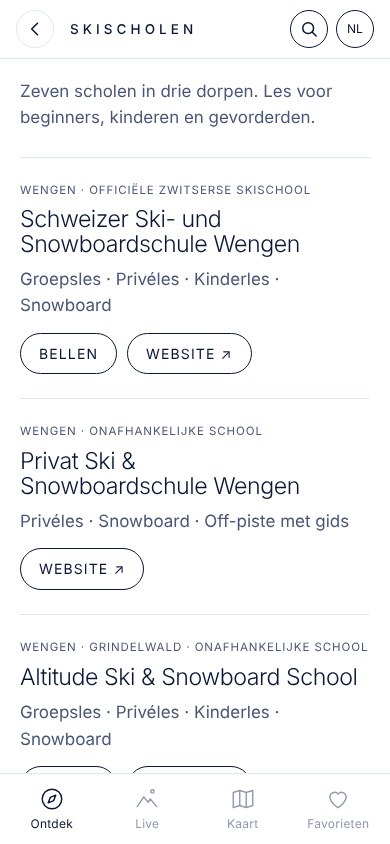 SKISCHOLEN
NL
Zeven scholen in drie dorpen. Les voor
beginners, kinderen en gevorderden.
WENGEN · OFFICIËLE ZWITSERSE SKISCHOOL
Schweizer Ski- und
Snowboardschule Wengen
Groepsles · Privéles · Kinderles ·
Snowboard
BELLEN
WEBSITE ↗
WENGEN · ONAFHANKELIJKE SCHOOL
Privat Ski &
Snowboardschule Wengen
Privéles · Snowboard · Off-piste met gids
WEBSITE ↗
WENGEN · GRINDELWALD · ONAFHANKELIJKE SCHOOL
Altitude Ski & Snowboard School
Groepsles · Privéles · Kinderles ·
Snowboard
Ontdek
Live
Kaart
Favorieten